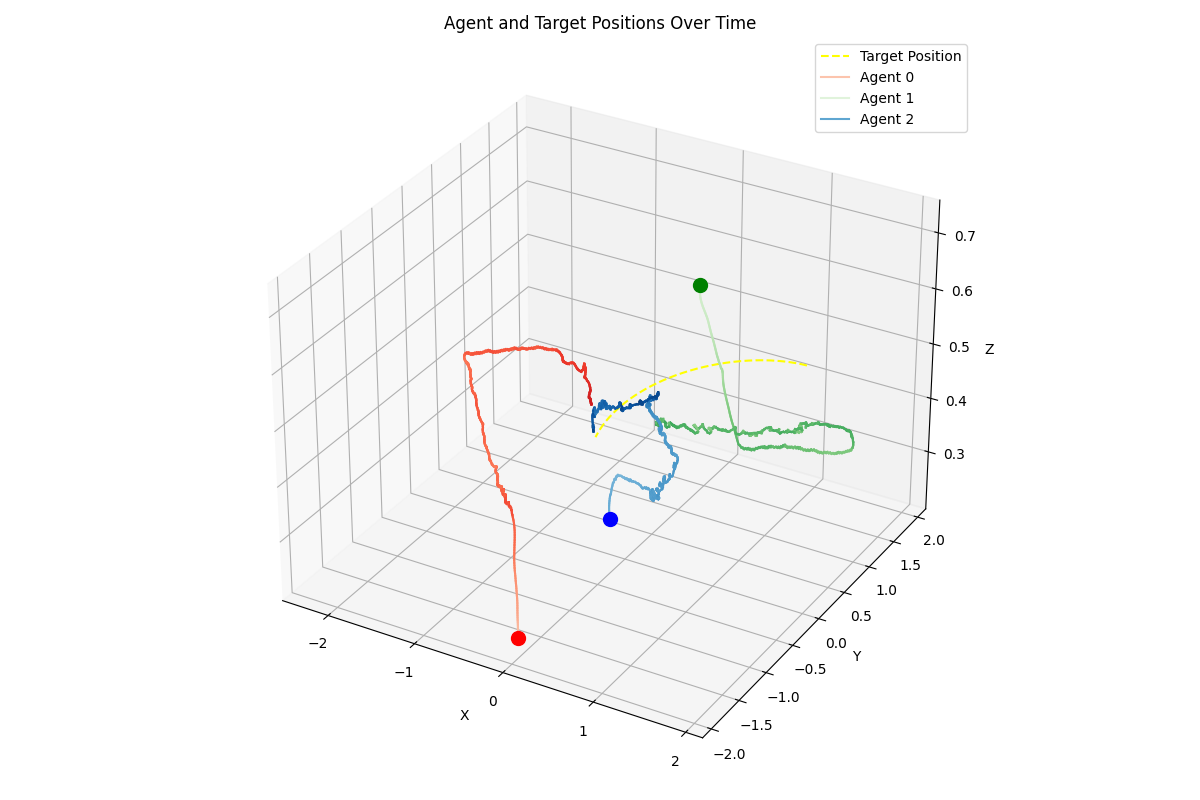 Agent and Target Positions Over Time
Target Position
Agent 0
Agent 1
Agent 2
0.7
0.6
0.5
0.4
0.3
Z
2.0
1.5
1.0
0.5
0.0
−0.5
−1.0
−1.5
−2.0
Y
−2
−1
0
1
2
X